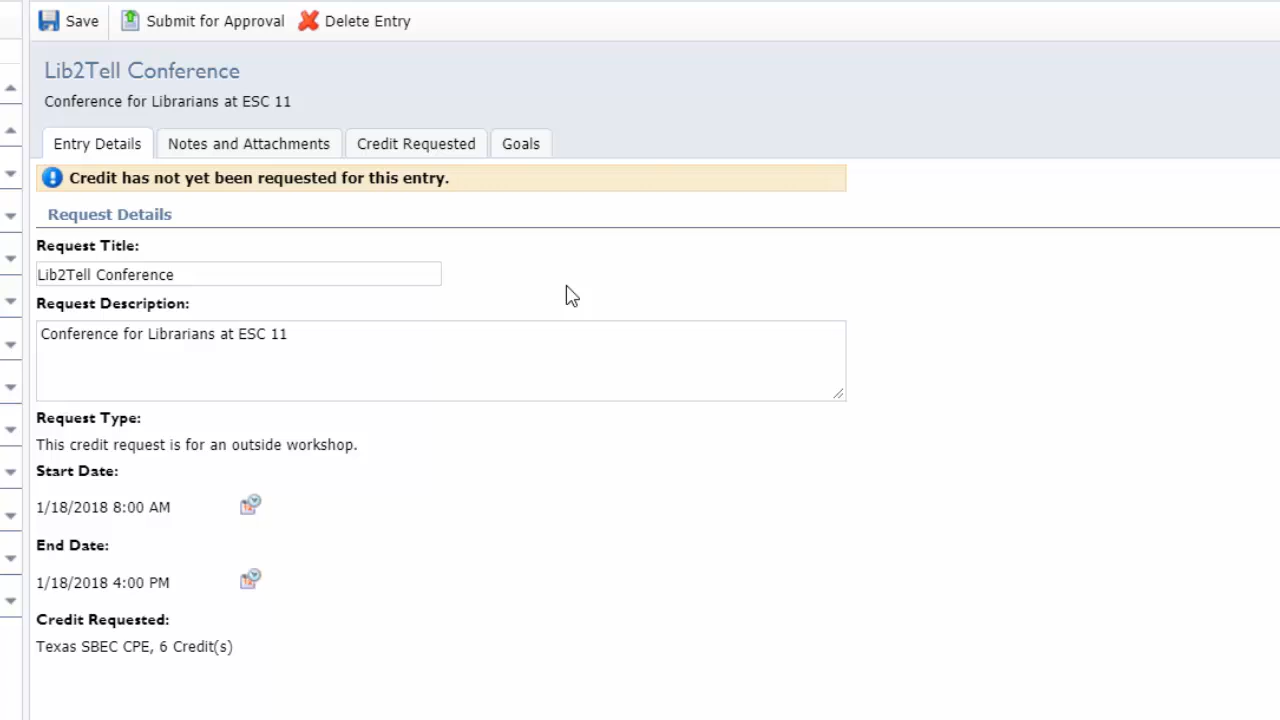 Save Submit for Approval Delete Entry
Lib2Tell Conference
Conference for Librarians at ESC 11
Entry Details Notes and Attachments Credit Requested Goals
Credit has not yet been requested for this entry.
Request Details
Request Title:
Lib2Tell Conference
Request Description:
Conference for Librarians at ESC 11
Request Type:
This credit request is for an outside workshop.
Start Date:
1/18/2018 8:00 AM
End Date:
1/18/2018 4:00 PM
Credit Requested:
Texas SBEC CPE, 6 Credit(s)